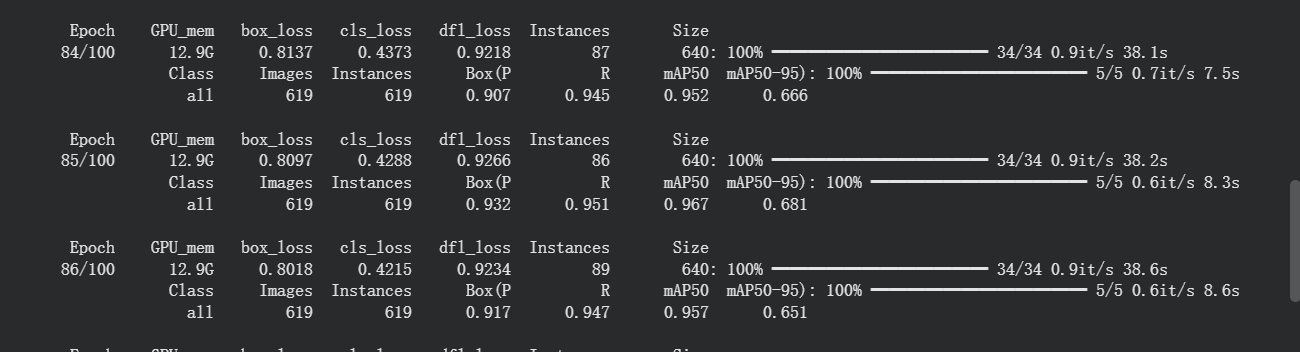 Epoch GPU_mem box_loss cls_loss dfl_loss Instances Size
84/100 12.9G 0.8137 0.4373 0.9218 87 640: 100% ━━━━━━━━━━━━ 34/34 0.9it/s 38.1s
Class Images Instances Box(P R mAP50 mAP50-95): 100% ━━━━━━━━━━━━ 5/5 0.7it/s 7.5s
all 619 619 0.907 0.945 0.952 0.666
Epoch GPU_mem box_loss cls_loss dfl_loss Instances Size
85/100 12.9G 0.8097 0.4288 0.9266 86 640: 100% ━━━━━━━━━━━━ 34/34 0.9it/s 38.2s
Class Images Instances Box(P R mAP50 mAP50-95): 100% ━━━━━━━━━━━━ 5/5 0.6it/s 8.3s
all 619 619 0.932 0.951 0.967 0.681
Epoch GPU_mem box_loss cls_loss dfl_loss Instances Size
86/100 12.9G 0.8018 0.4215 0.9234 89 640: 100% ━━━━━━━━━━━━ 34/34 0.9it/s 38.6s
Class Images Instances Box(P R mAP50 mAP50-95): 100% ━━━━━━━━━━━━ 5/5 0.6it/s 8.6s
all 619 619 0.917 0.947 0.957 0.651